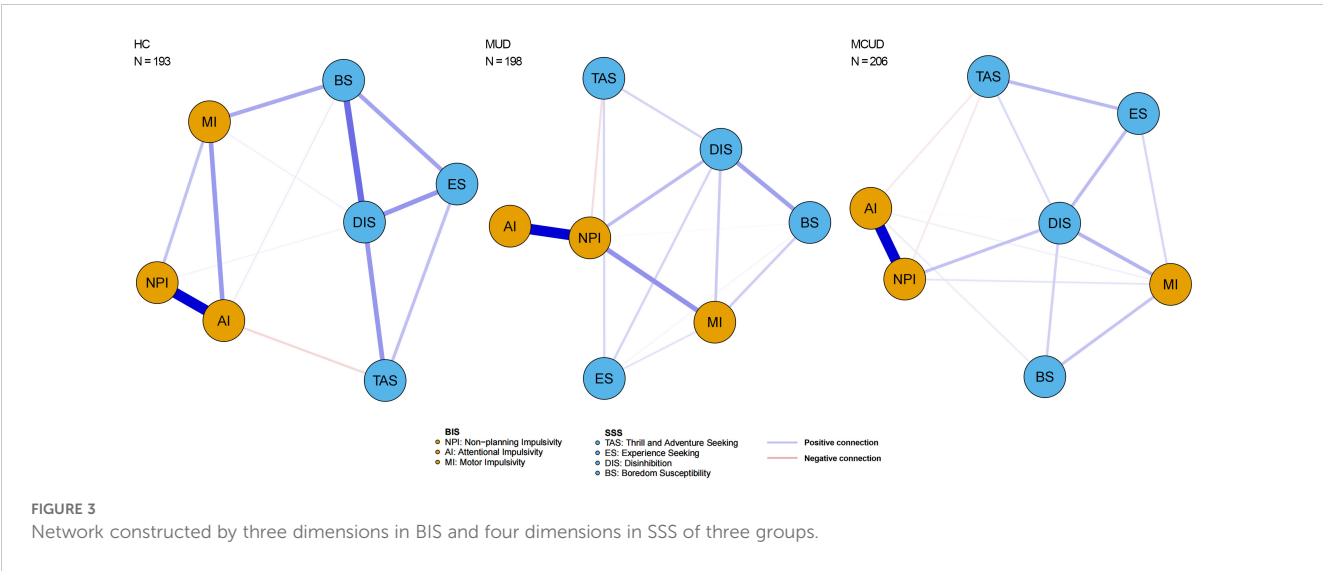 HC
N = 193
BS
MI
ES
DIS
NPI
AI
TAS
MUD
N = 198
TAS
DIS
BS
AI
NPI
MI
ES
MCUD
N = 206
TAS
ES
AI
DIS
NPI
MI
BS
BIS
NPI: Non-planning Impulsivity
AI: Attentional Impulsivity
MI: Motor Impulsivity
SSS
TAS: Thrill and Adventure Seeking
ES: Experience Seeking
DIS: Disinhibition
BS: Boredom Susceptibility
Positive connection
Negative connection
FIGURE 3
Network constructed by three dimensions in BIS and four dimensions in SSS of three groups.